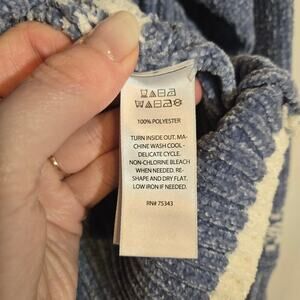 100% POLYESTER
TURN INSIDE OUT. MA-
CHINE WASH COOL -
DELICATE CYCLE.
NON-CHLORINE BLEACH
WHEN NEEDED. RE-
SHAPE AND DRY FLAT.
LOW IRON IF NEEDED.
RN# 75343